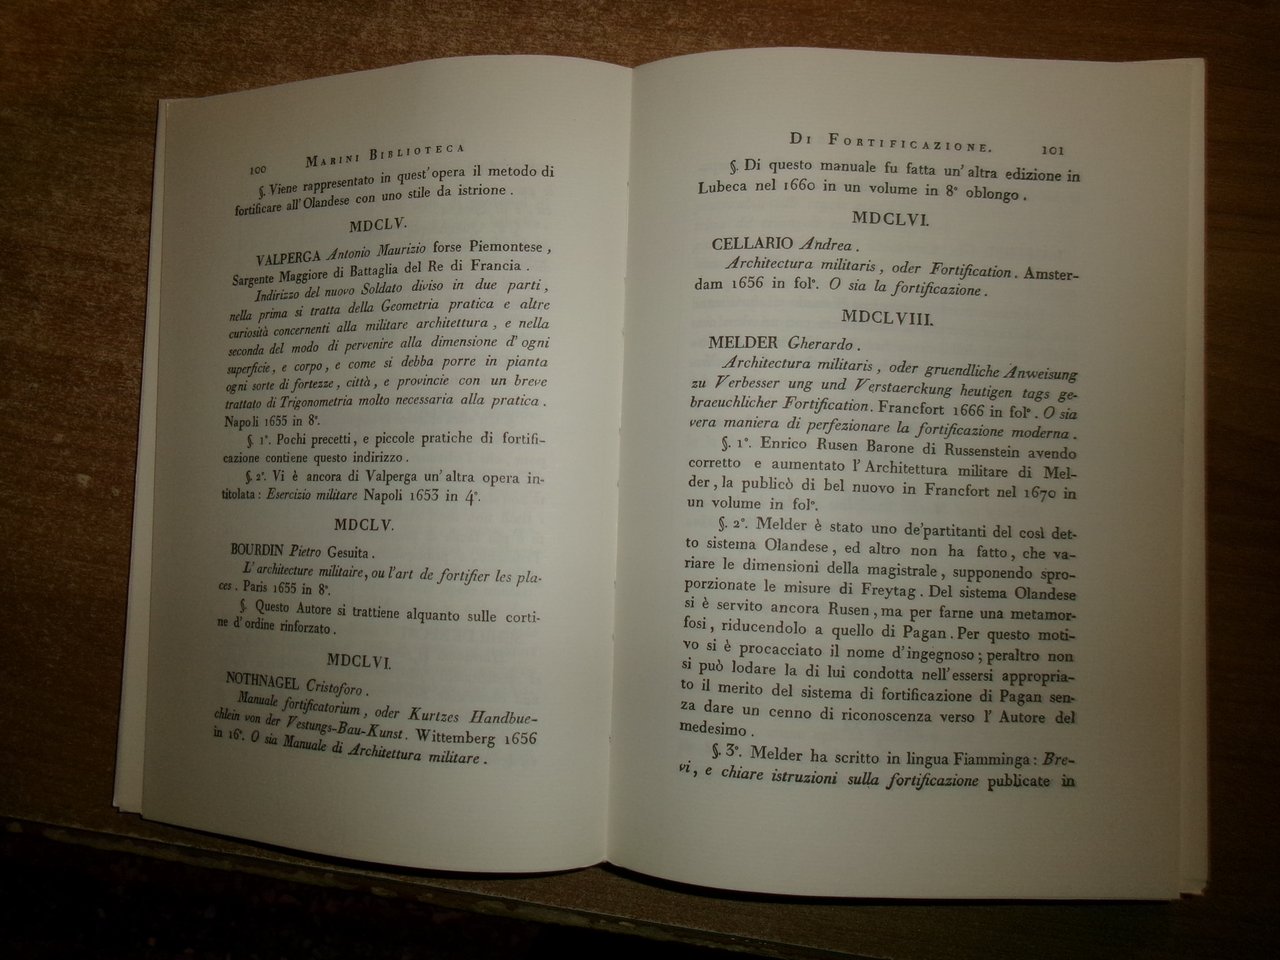 100 MARINI BIBLIOTECA
§. Viene rappresentato in quest'opera il metodo di
fortificare all'Olandese con uno stile da istrione.
MDCLV.
VALPERGA Antonio Maurizio forse Piemontese,
Sargente Maggiore di Battaglia del Re di Francia.
Indirizzo del nuovo Soldato diviso in due parti,
nella prima si tratta della Geometria pratica e altre
curiosità concernenti alla militare architettura, e nella
seconda del modo di pervenire alla dimensione d'ogni
superficie, e corpo, e come si debba porre in pianta
ogni sorte di fortezze, città, e provincie con un breve
trattato di Trigonometria molto necessaria alla pratica.
Napoli 1655 in 8°.
§. 1°. Pochi precetti, e piccole pratiche di fortifi-
cazione contiene questo indirizzo.
§. 2°. Vi è ancora di Valperga un'altra opera in-
titolata: Esercizio militare Napoli 1653 in 4°.
MDCLV.
BOURDIN Pietro Gesuita.
L'architecture militaire, ou l'art de fortifier les pla-
ces. Paris 1655 in 8°.
§. Questo Autore si trattiene alquanto sulle corti-
ne d'ordine rinforzato.
MDCLVI.
NOTHNAGEL Cristoforo.
Manuale fortificatorium, oder Kurtzes Handbue-
chlein von der Vestungs-Bau-Kunst. Wittemberg 1656
in 16°. O sia Manuale di Architettura militare.
DI FORTIFICAZIONE. 101
§. Di questo manuale fu fatta un'altra edizione in
Lubeca nel 1660 in un volume in 8° oblongo.
MDCLVI.
CELLARIO Andrea.
Architectura militaris, oder Fortification. Amster-
dam 1656 in fol°. O sia la fortificazione.
MDCLVIII.
MELDER Gherardo.
Architectura militaris, oder gruendliche Anweisung
zu Verbesser ung und Verstaerckung heutigen tags ge-
braeuchlicher Fortification. Francfort 1666 in fol°. O sia
vera maniera di perfezionare la fortificazione moderna.
§. 1°. Enrico Rusen Barone di Russenstein avendo
corretto e aumentato l'Architettura militare di Mel-
der, la publicò di bel nuovo in Francfort nel 1670 in
un volume in fol°.
§. 2°. Melder è stato uno de'partitanti del così det-
to sistema Olandese, ed altro non ha fatto, che va-
riare le dimensioni della magistrale, supponendo spro-
porzionate le misure di Freytag. Del sistema Olandese
si è servito ancora Rusen, ma per farne una metamor-
fosi, riducendolo a quello di Pagan. Per questo moti-
vo si è procacciato il nome d'ingegnoso; peraltro non
si può lodare la di lui condotta nell'essersi appropria-
to il merito del sistema di fortificazione di Pagan sen-
za dare un cenno di riconoscenza verso l'Autore del
medesimo.
§. 3°. Melder ha scritto in lingua Fiamminga: Bre-
vi, e chiare istruzioni sulla fortificazione publicate in